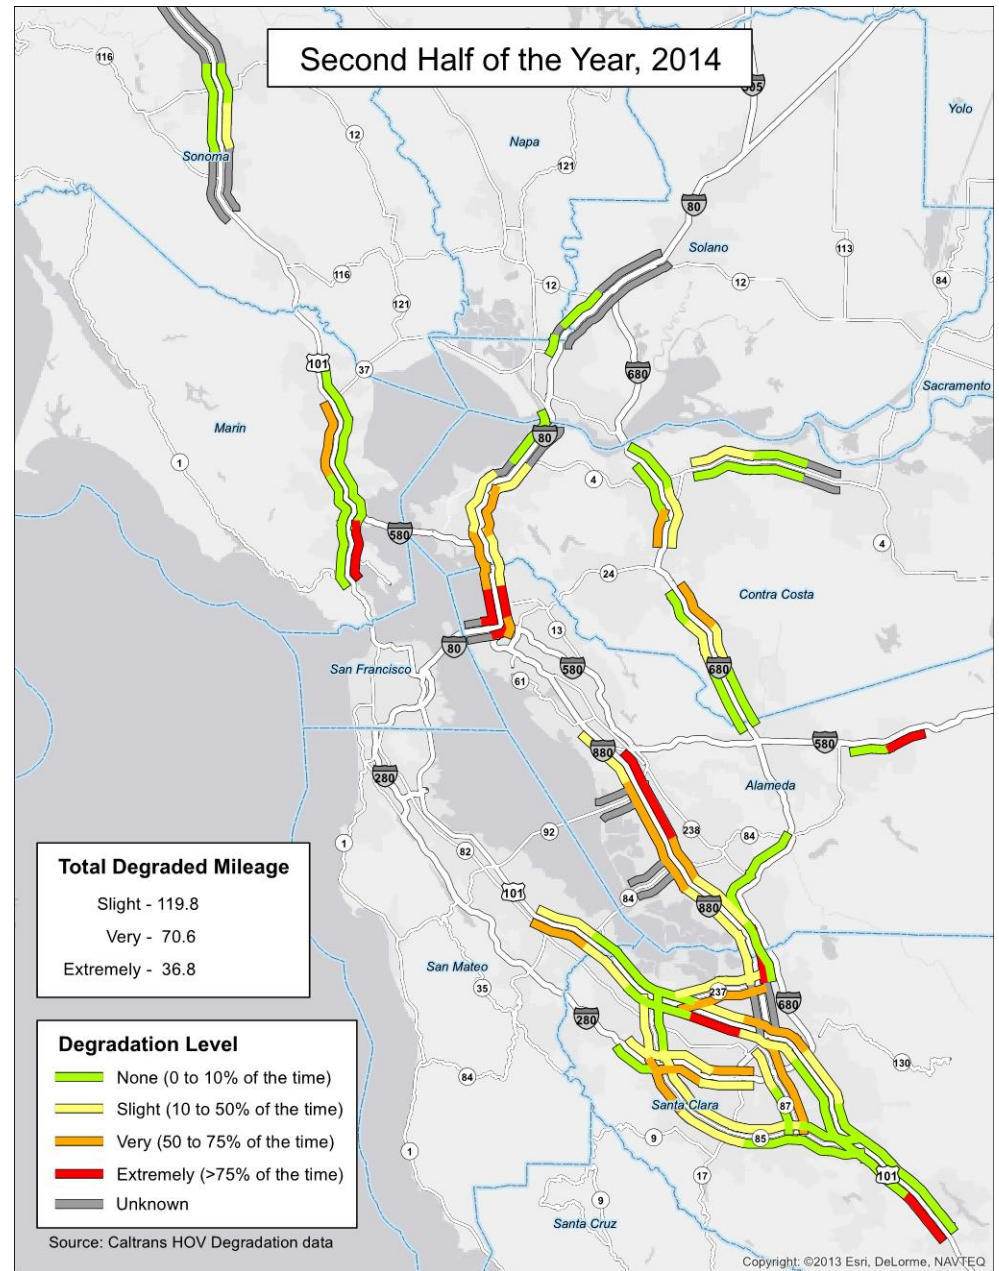 Second Half of the Year, 2014
116
505
Yolo
12
Napa
Sonoma
121
80
Solano
113
116
12
12
84
121
101
37
680
Sacramento
Marin
80
1
4
580
4
24
Contra Costa
13
80
San Francisco
580
680
61
880
580
280
Alameda
92
238
84
1
82
101
84
880
San Mateo
35
237
680
280
130
84
Santa Clara
87
9
85
1
17
101
9
Santa Cruz
Total Degraded Mileage
Slight - 119.8
Very - 70.6
Extremely - 36.8
Degradation Level
None (0 to 10% of the time)
Slight (10 to 50% of the time)
Very (50 to 75% of the time)
Extremely (>75% of the time)
Unknown
Source: Caltrans HOV Degradation data
Copyright: ©2013 Esri, DeLorme, NAVTEQ